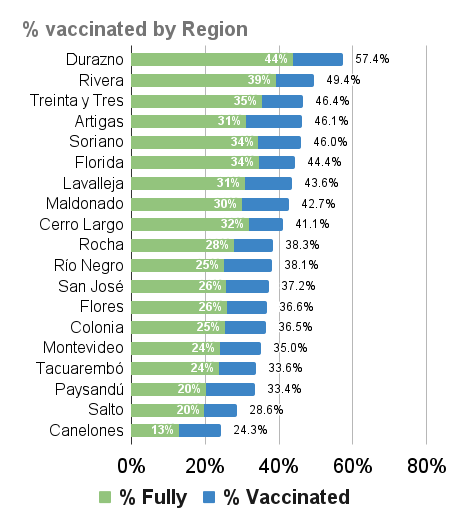 % vaccinated by Region
Durazno 44% 57.4%
Rivera 39% 49.4%
Treinta y Tres 35% 46.4%
Artigas 31% 46.1%
Soriano 34% 46.0%
Florida 34% 44.4%
Lavalleja 31% 43.6%
Maldonado 30% 42.7%
Cerro Largo 32% 41.1%
Rocha 28% 38.3%
Río Negro 25% 38.1%
San José 26% 37.2%
Flores 26% 36.6%
Colonia 25% 36.5%
Montevideo 24% 35.0%
Tacuarembó 24% 33.6%
Paysandú 20% 33.4%
Salto 20% 28.6%
Canelones 13% 24.3%
0% 20% 40% 60% 80%
% Fully % Vaccinated